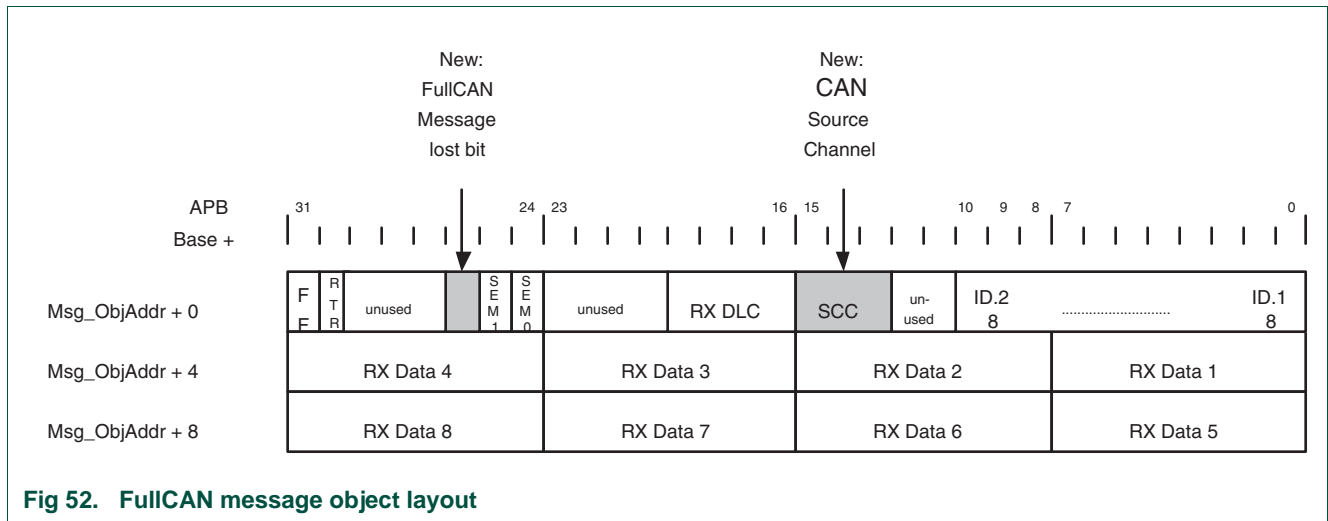 New:
FullCAN
Message
lost bit
New:
CAN
Source
Channel
APB
Base +
31 24 23 16 15 10 9 8 7 0
Msg_ObjAddr + 0
F
F
R
T
R
unused
S
E
M
1
S
E
M
0
unused
RX DLC
SCC
un-
used
ID.2
8
............................
ID.1
8
Msg_ObjAddr + 4
RX Data 4 RX Data 3 RX Data 2 RX Data 1
Msg_ObjAddr + 8
RX Data 8 RX Data 7 RX Data 6 RX Data 5
Fig 52. FullCAN message object layout